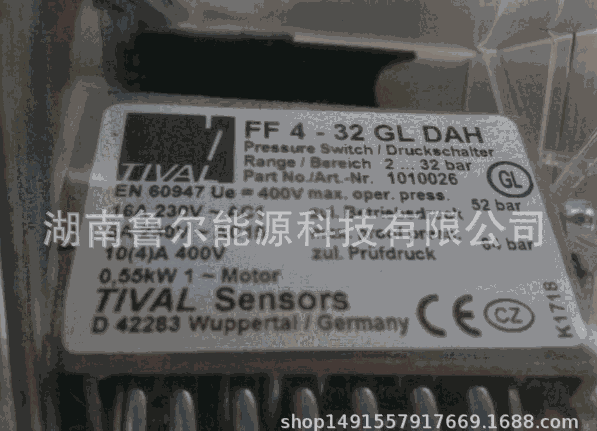 TIVAL
FF 4 - 32 GL DAH
Pressure Switch / Druckschalter
Range / Bereich 2 ... 32 bar
Part No./Art.-Nr. 1010026
GL
EN 60947 Ue = 400V max. oper. press.
16A 230V 52 bar
湖南鲁尔能源科技有限公司
bar
10(4)A 400V zul. Prüfdruck
0,55kW 1 ~ Motor
TIVAL Sensors
D 42283 Wuppertal / Germany
CE
CZ
K1718
shop1491557917669.1688.com